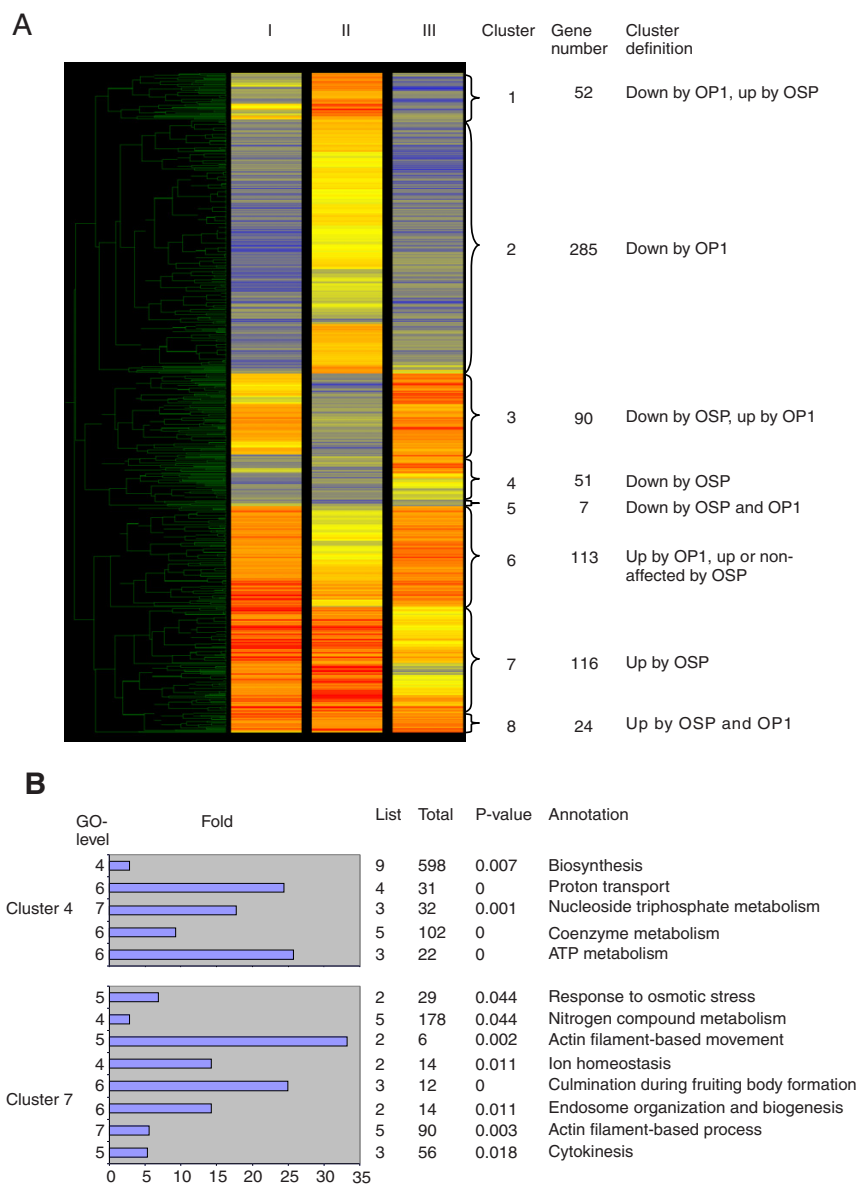 A
I II III Cluster Gene number Cluster definition
1 52 Down by OP1, up by OSP
2 285 Down by OP1
3 90 Down by OSP, up by OP1
4 51 Down by OSP
5 7 Down by OSP and OP1
6 113 Up by OP1, up or non-
affected by OSP
7 116 Up by OSP
8 24 Up by OSP and OP1
B
GO-level Fold List Total P-value Annotation
Cluster 4
4 9 598 0.007 Biosynthesis
6 4 31 0 Proton transport
7 3 32 0.001 Nucleoside triphosphate metabolism
6 5 102 0 Coenzyme metabolism
6 3 22 0 ATP metabolism
Cluster 7
5 2 29 0.044 Response to osmotic stress
4 5 178 0.044 Nitrogen compound metabolism
5 2 6 0.002 Actin filament-based movement
4 2 14 0.011 Ion homeostasis
6 3 12 0 Culmination during fruiting body formation
6 2 14 0.011 Endosome organization and biogenesis
7 5 90 0.003 Actin filament-based process
5 3 56 0.018 Cytokinesis
0 5 10 15 20 25 30 35